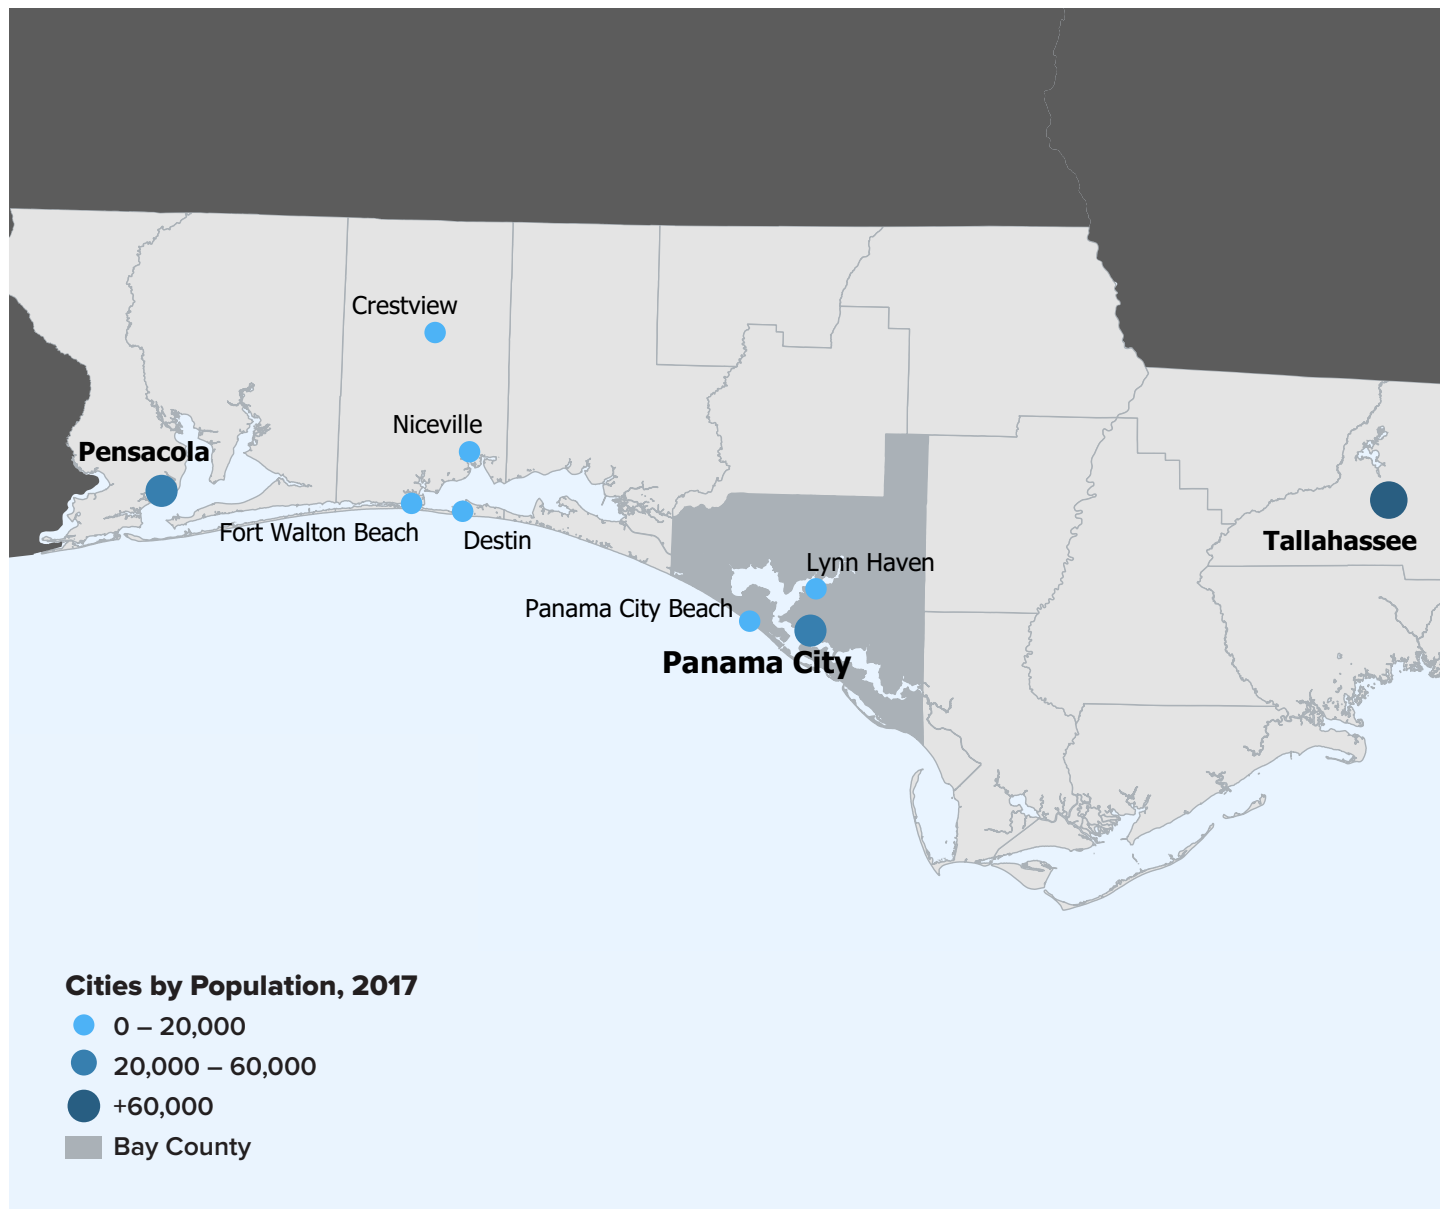 Crestview
Niceville
Pensacola
Fort Walton Beach
Destin
Tallahassee
Lynn Haven
Panama City Beach
Panama City
Cities by Population, 2017
0 – 20,000
20,000 – 60,000
+60,000
Bay County